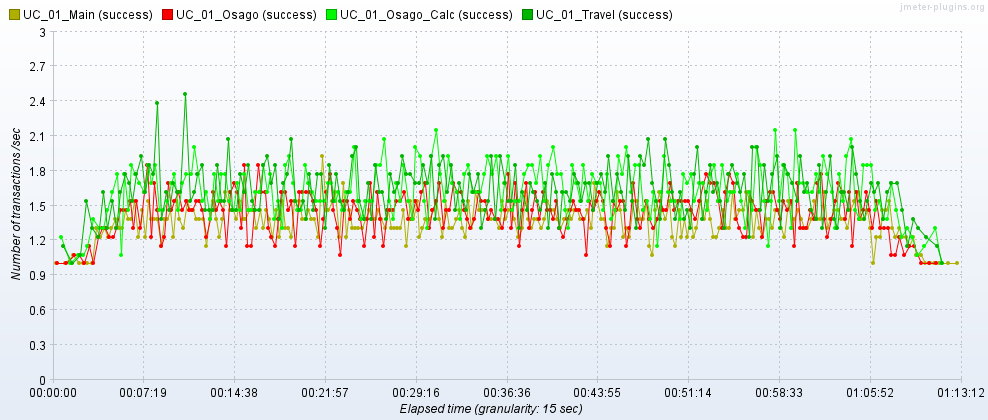 UC_01_Main (success) UC_01_Osago (success) UC_01_Osago_Calc (success) UC_01_Travel (success)
jmeter-plugins.org
Number of transactions /sec
3
2.7
2.4
2.1
1.8
1.5
1.2
0.9
0.6
0.3
0
00:00:00 00:07:19 00:14:38 00:21:57 00:29:16 00:36:36 00:43:55 00:51:14 00:58:33 01:05:52 01:13:12
Elapsed time (granularity: 15 sec)